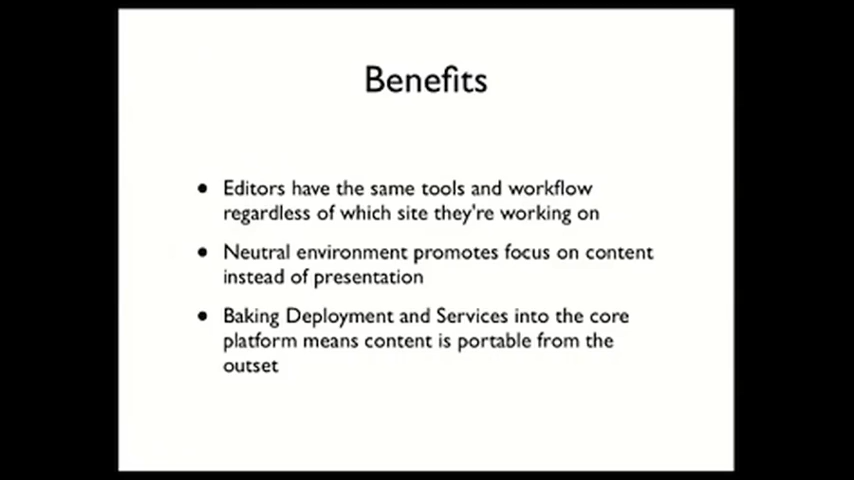 Benefits
● Editors have the same tools and workflow
regardless of which site they're working on
● Neutral environment promotes focus on content
instead of presentation
● Baking Deployment and Services into the core
platform means content is portable from the
outset